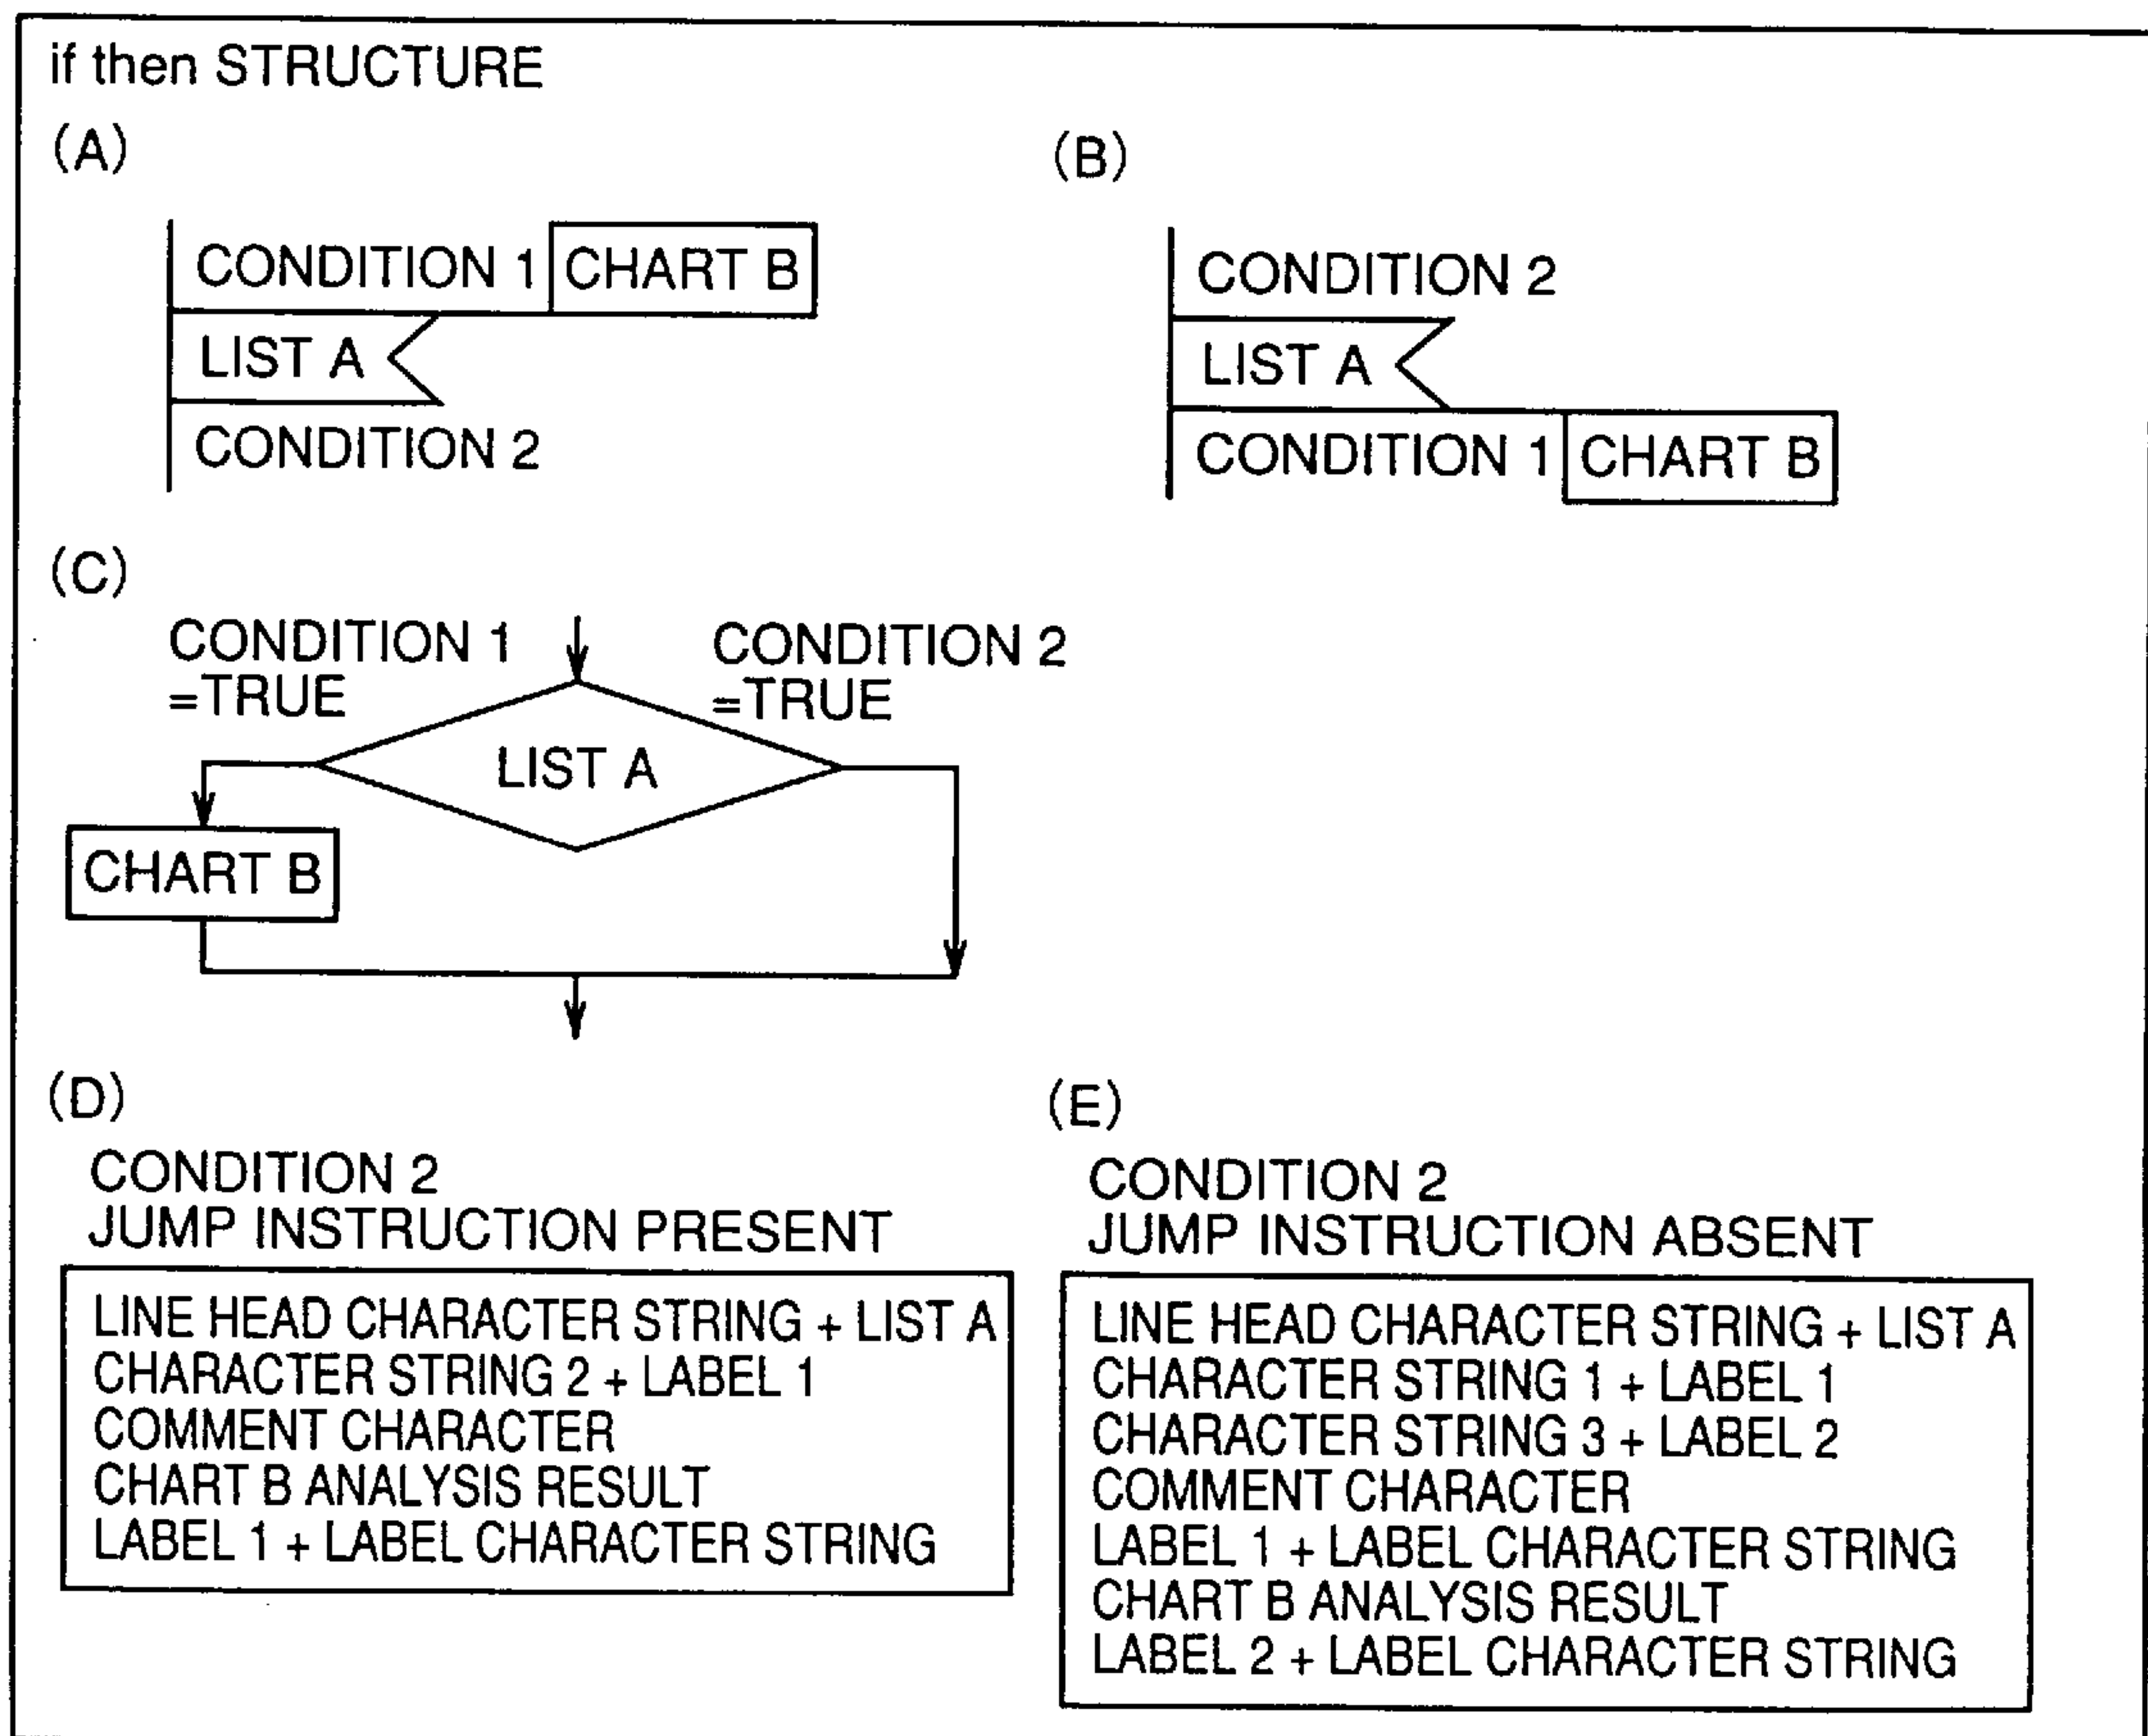 if then STRUCTURE
(A)
CONDITION 1 CHART B
LIST A
CONDITION 2
(B)
CONDITION 2
LIST A
CONDITION 1 CHART B
(C)
CONDITION 1
=TRUE
CONDITION 2
=TRUE
LIST A
CHART B
(D)
CONDITION 2
JUMP INSTRUCTION PRESENT
LINE HEAD CHARACTER STRING + LIST A
CHARACTER STRING 2 + LABEL 1
COMMENT CHARACTER
CHART B ANALYSIS RESULT
LABEL 1 + LABEL CHARACTER STRING
(E)
CONDITION 2
JUMP INSTRUCTION ABSENT
LINE HEAD CHARACTER STRING + LIST A
CHARACTER STRING 1 + LABEL 1
CHARACTER STRING 3 + LABEL 2
COMMENT CHARACTER
LABEL 1 + LABEL CHARACTER STRING
CHART B ANALYSIS RESULT
LABEL 2 + LABEL CHARACTER STRING